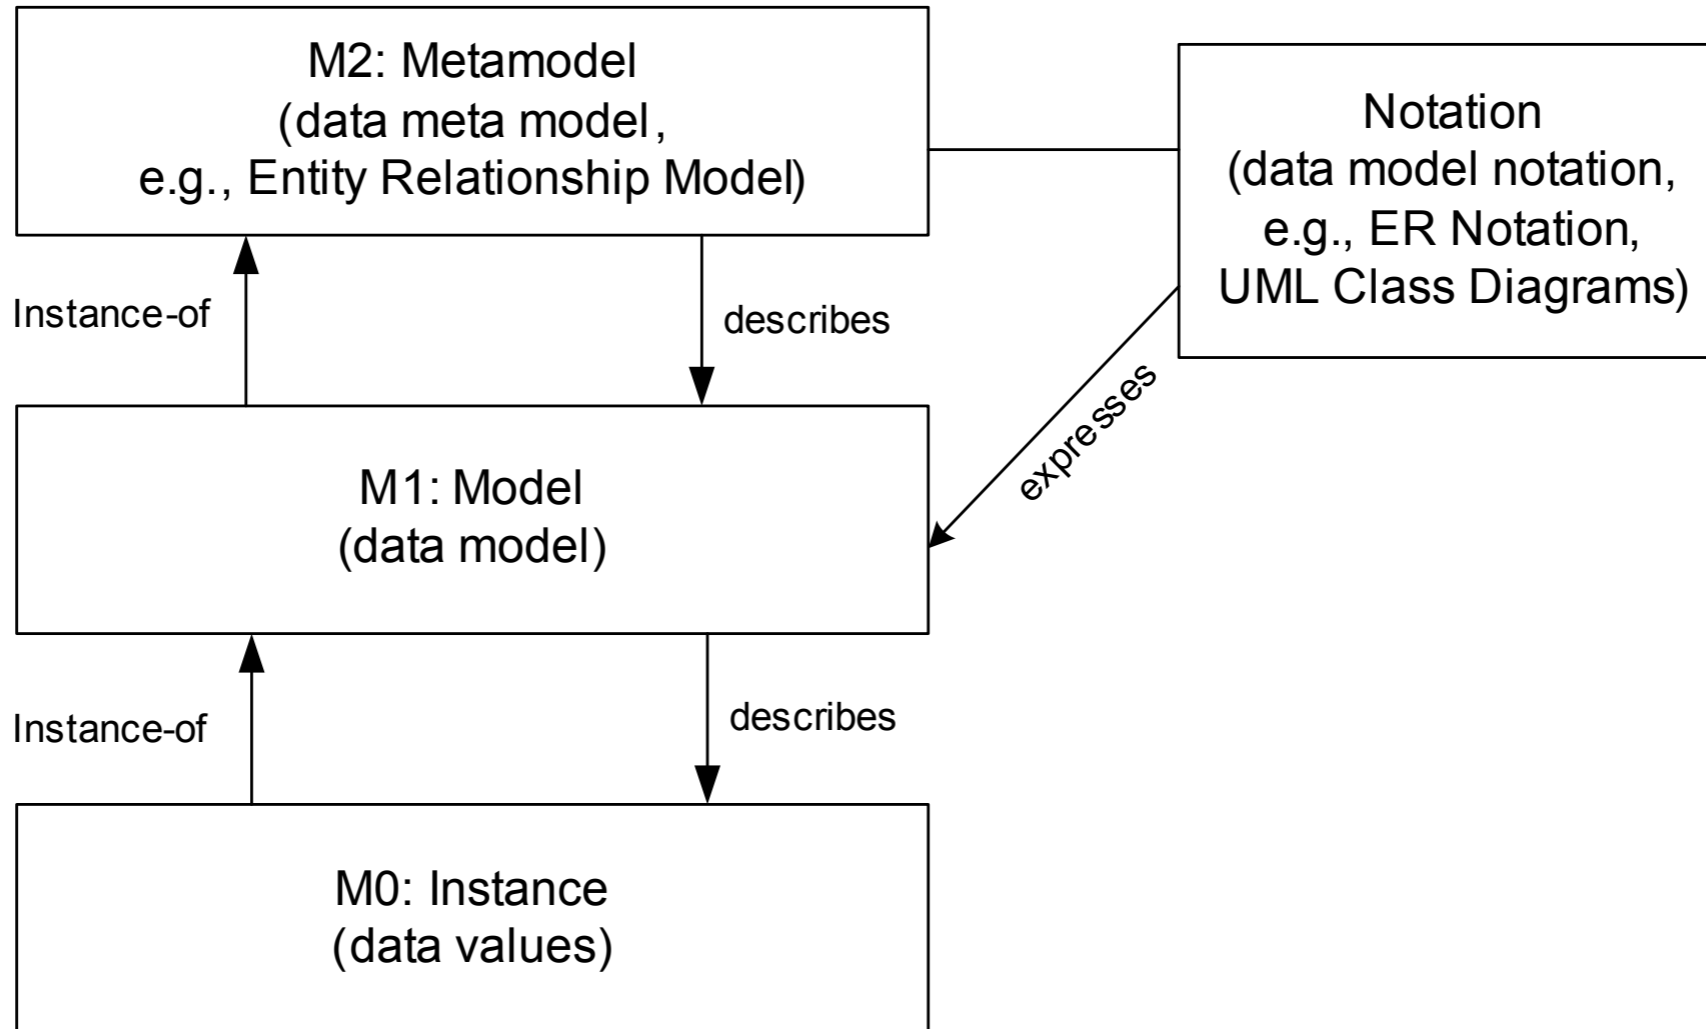 M2: Metamodel
(data meta model,
e.g., Entity Relationship Model)
Notation
(data model notation,
e.g., ER Notation,
UML Class Diagrams)
Instance-of
describes
expresses
M1: Model
(data model)
Instance-of
describes
M0: Instance
(data values)